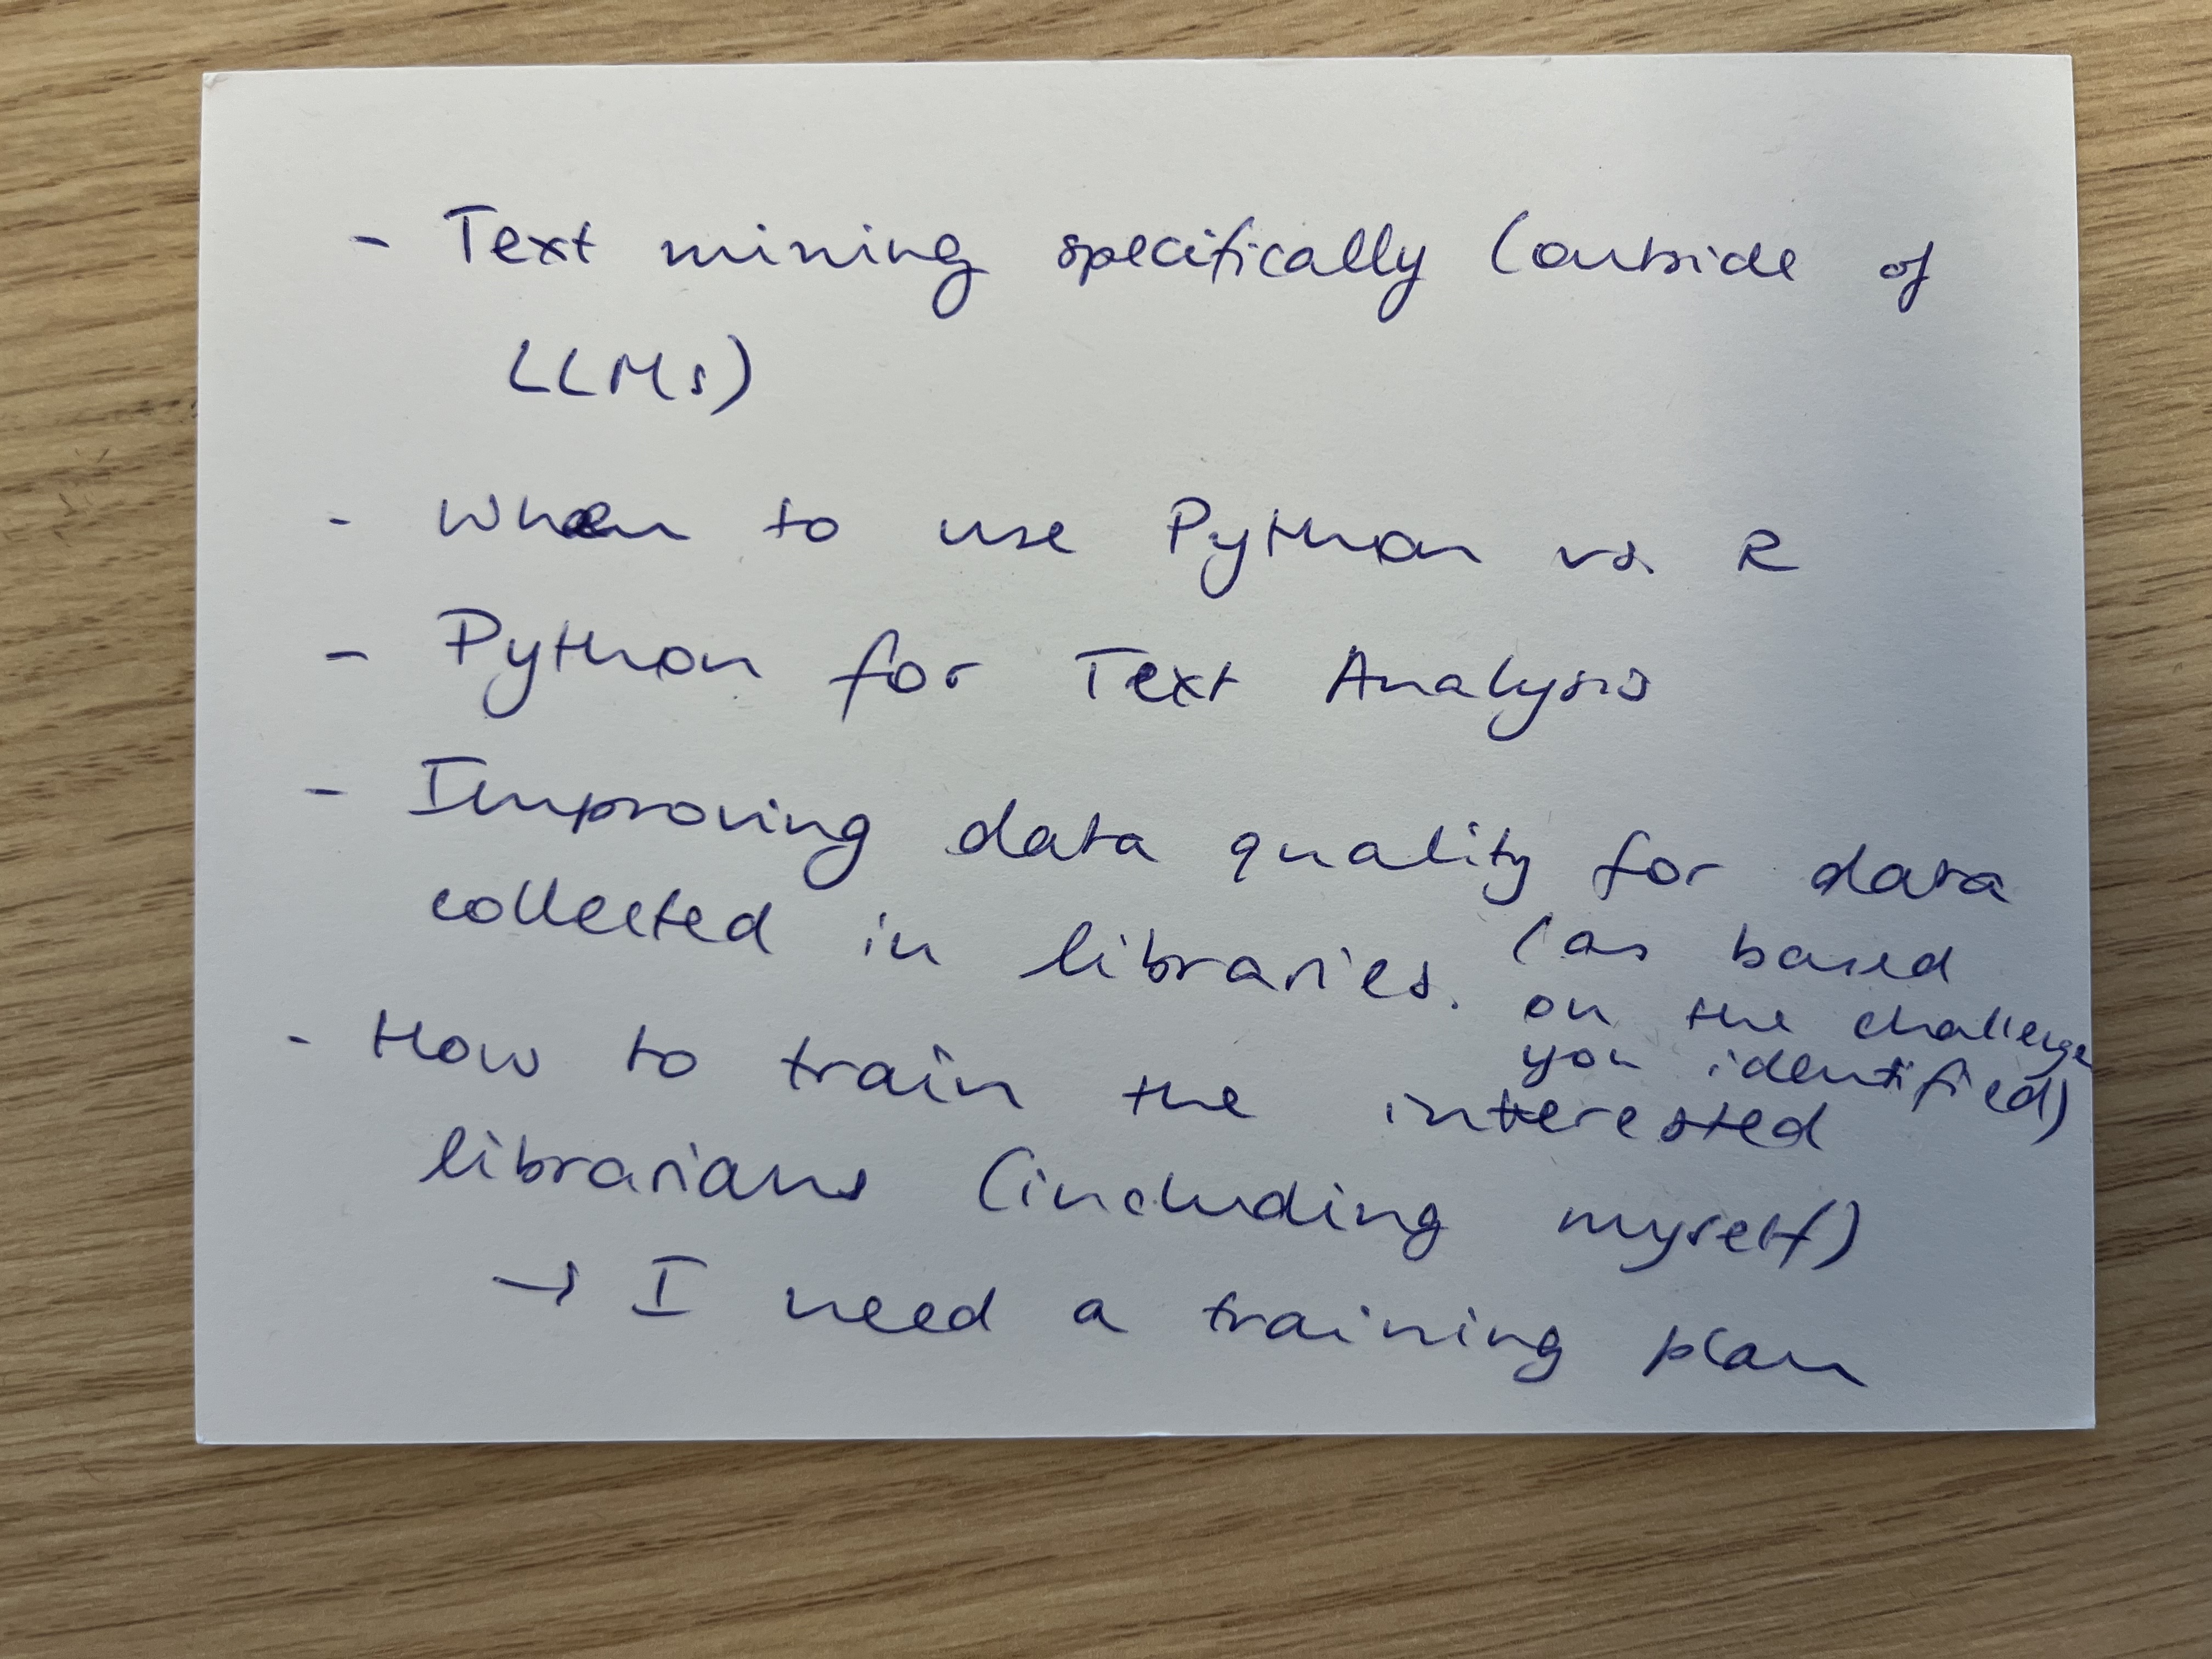 - Text mining specifically (outside of
LLMs)
- When to use Python vs. R
- Python for Text Analysis
- Improving data quality for data
collected in libraries. (as based
on the challenge
you identified)
- How to train the interested
librarians (including myself)
→ I need a training plan